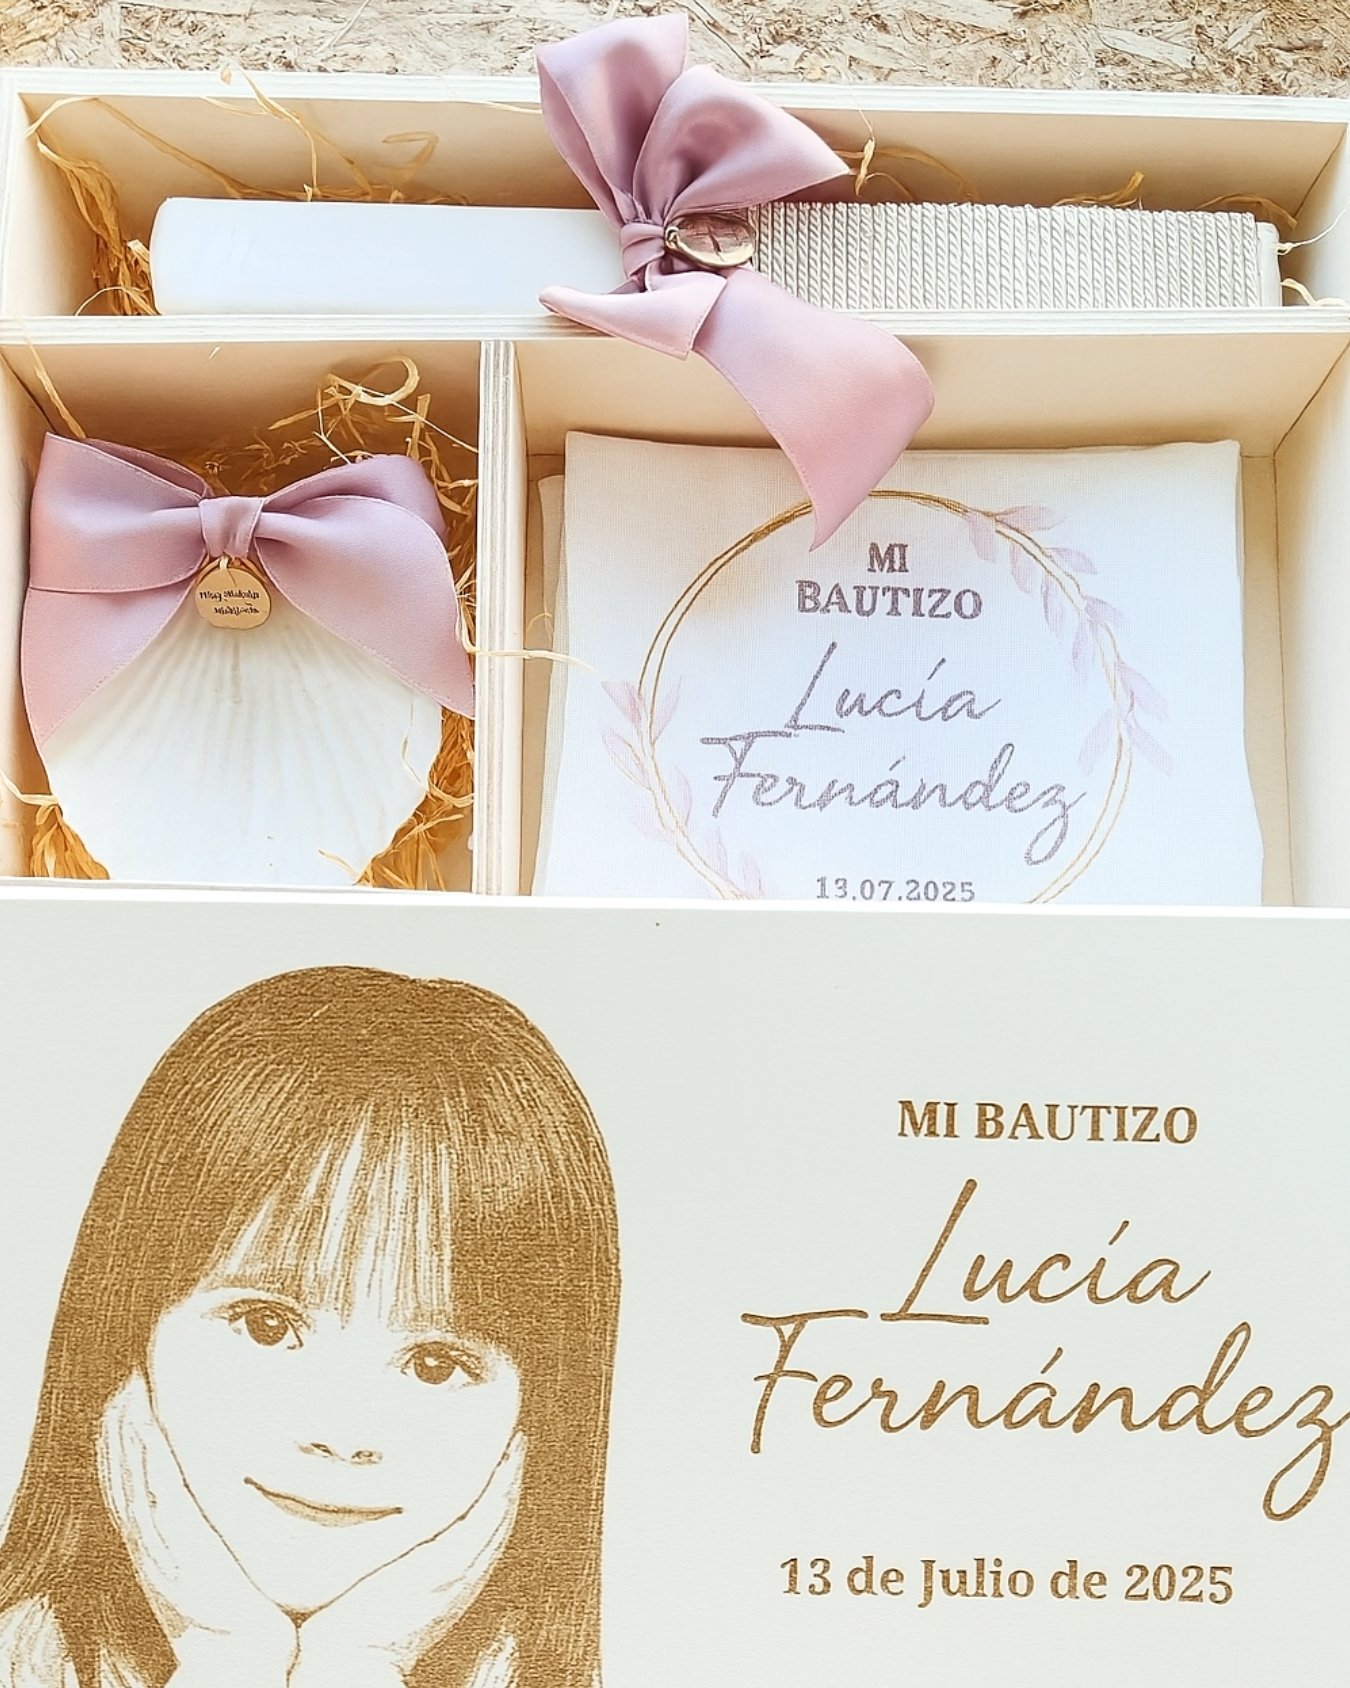 MI
BAUTIZO
Lucía
Fernández
13.07.2025
MI BAUTIZO
Lucía
Fernández
13 de Julio de 2025